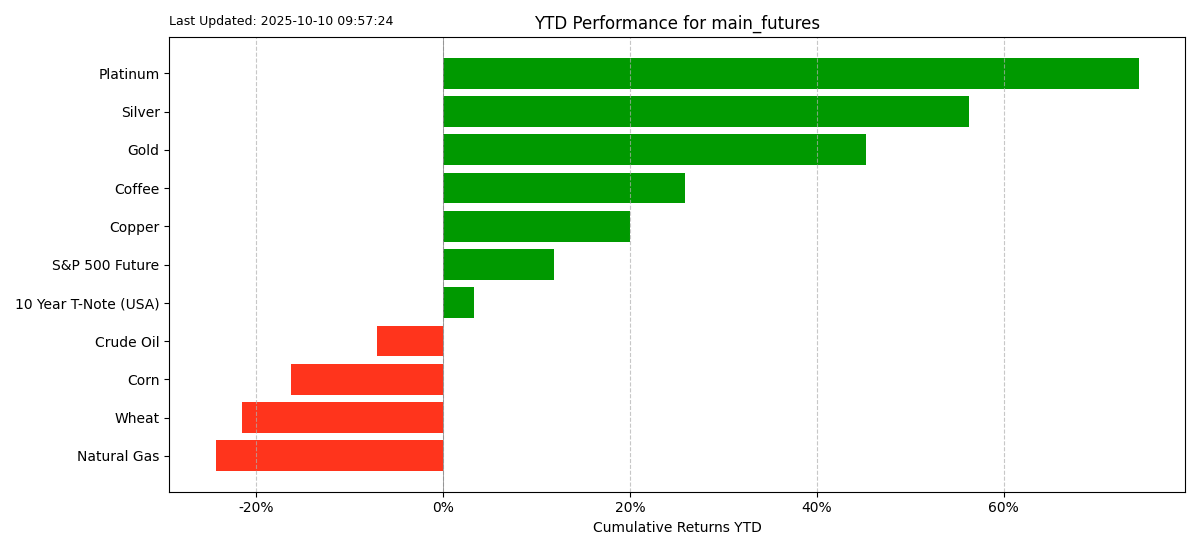 Last Updated: 2025-10-10 09:57:24
YTD Performance for main_futures
Platinum
Silver
Gold
Coffee
Copper
S&P 500 Future
10 Year T-Note (USA)
Crude Oil
Corn
Wheat
Natural Gas
-20% 0% 20% 40% 60%
Cumulative Returns YTD